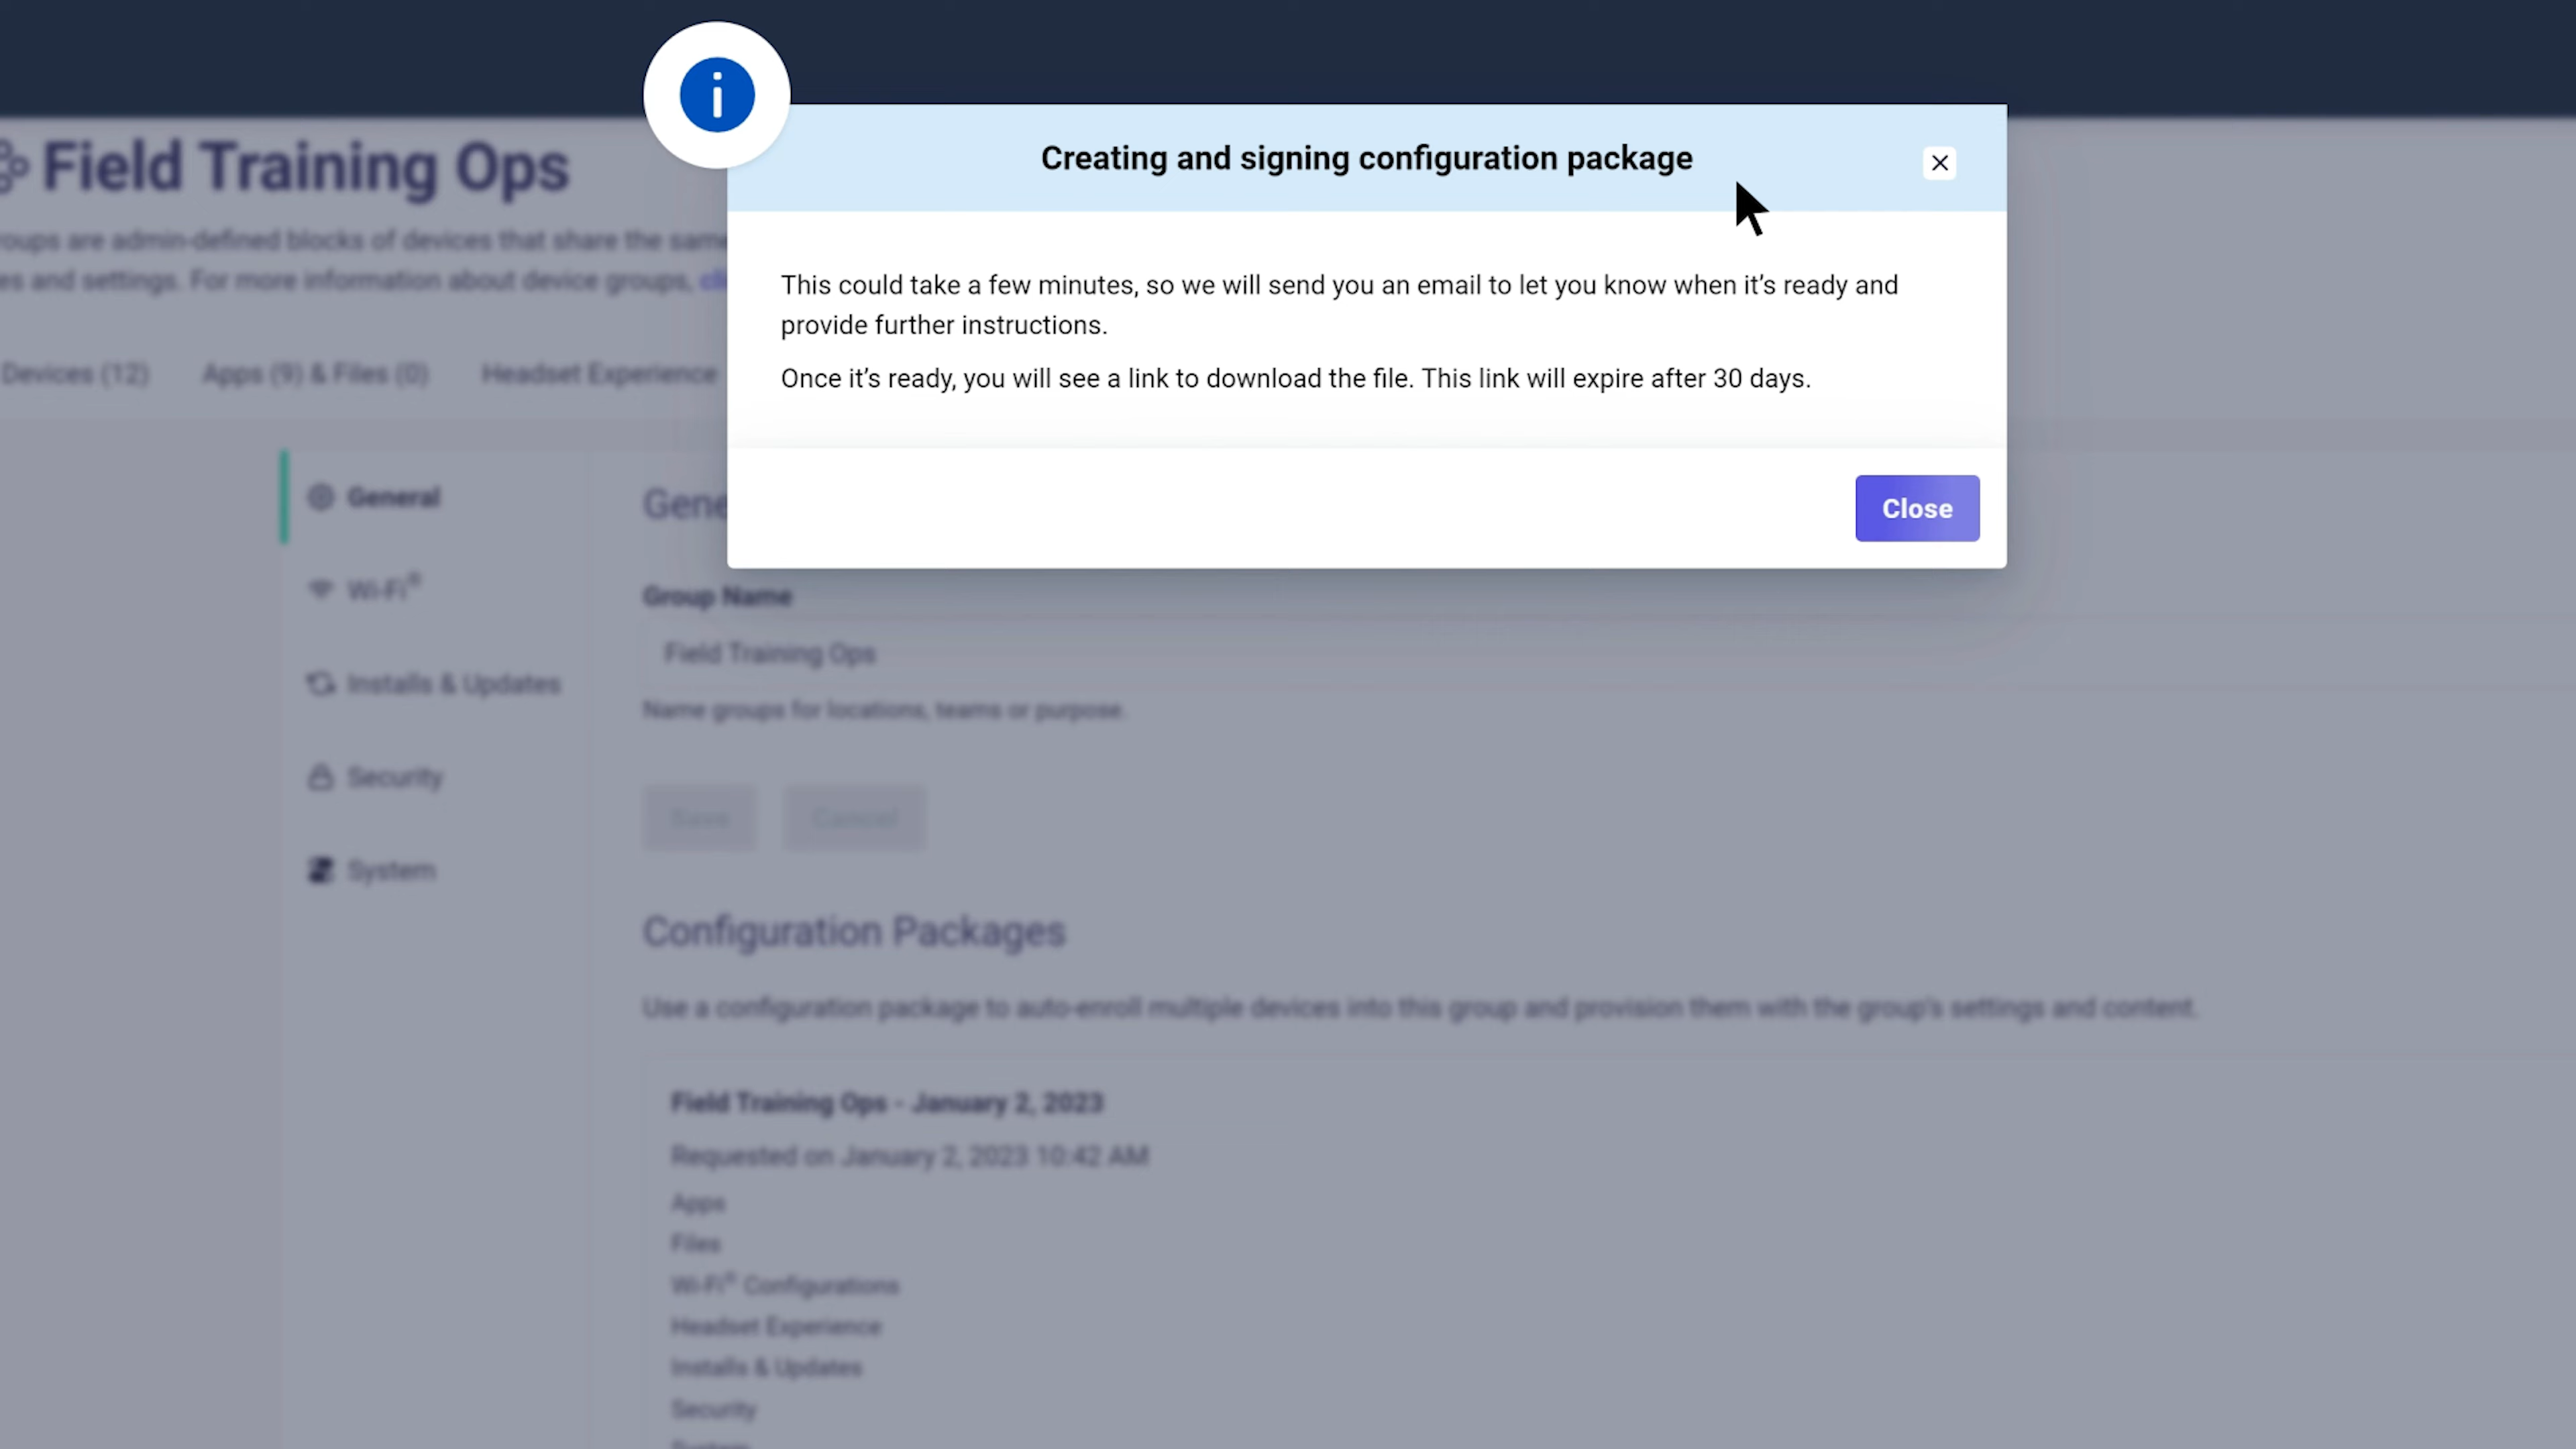 Creating and signing configuration package
This could take a few minutes, so we will send you an email to let you know when it's ready and
provide further instructions.
Once it's ready, you will see a link to download the file. This link will expire after 30 days.
Close
Field Training Ops
roups are admin-defined blocks of devices that share the same
es and settings. For more information about device groups, cli
Devices (12)
Apps (9) & Files (0)
Headset Experience
General
Wi-Fi®
Installs & Updates
Security
System
Gene
Group Name
Field Training Ops
Name groups for locations, teams or purpose.
Save
Cancel
Configuration Packages
Use a configuration package to auto-enroll multiple devices into this group and provision them with the group's settings and content.
Field Training Ops - January 2, 2023
Requested on January 2, 2023 10:42 AM
Apps
Files
Wi-Fi® Configurations
Headset Experience
Installs & Updates
Security
System